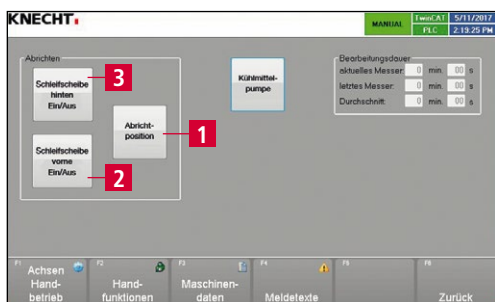 KNECHT
MANUAL
TwinCAT
5/11/2017
PLC
2:19:25 PM
Abrichten
Schleifscheibe
hinten
Ein/Aus
3
Abricht-
position
1
Schleifscheibe
vorne
Ein/Aus
2
Kühlmittel-
pumpe
Bearbeitungsdauer
aktuelles Messer: 0 min. 00 s
letztes Messer: 0 min. 00 s
Durchschnitt: 0 min. 00 s
F1
Achsen
Hand-
betrieb
F2
Hand-
funktionen
F3
Maschinen-
daten
F4
Meldetexte
F5
F6
Zurück